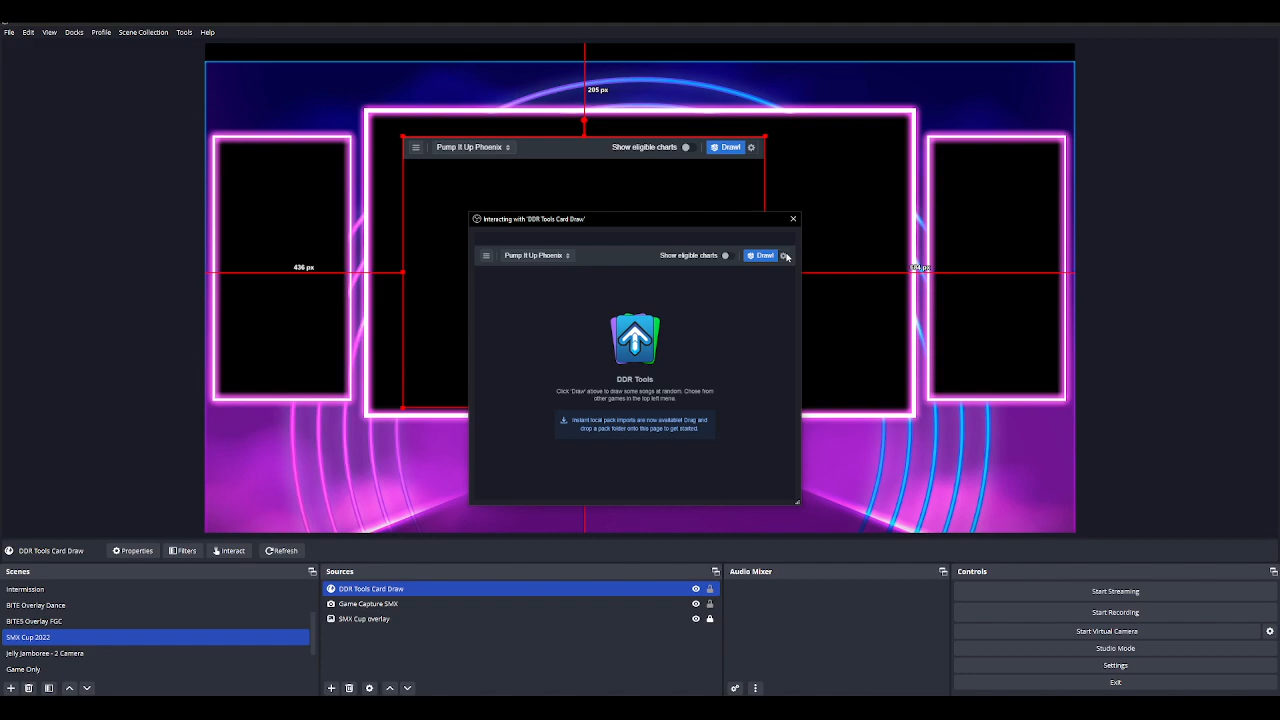 File Edit View Docks Profile Scene Collection Tools Help
205 px
Pump It Up Phoenix Show eligible charts Draw!
Interacting with 'DDR Tools Card Draw'
Pump It Up Phoenix Show eligible charts Draw!
436 px
DDR Tools
Click 'Draw' above to draw some songs at random. Chose from
other games in the top left menu.
Instant local pack imports are now available! Drag and
drop a pack folder onto this page to get started.
DDR Tools Card Draw Properties Filters Interact Refresh
Scenes Sources Audio Mixer Controls
Intermission
BITE Overlay Dance
BITE5 Overlay FGC
SMX Cup 2022
Jelly Jamboree - 2 Camera
Game Only
DDR Tools Card Draw
Game Capture SMX
SMX Cup overlay
Start Streaming
Start Recording
Start Virtual Camera
Studio Mode
Settings
Exit